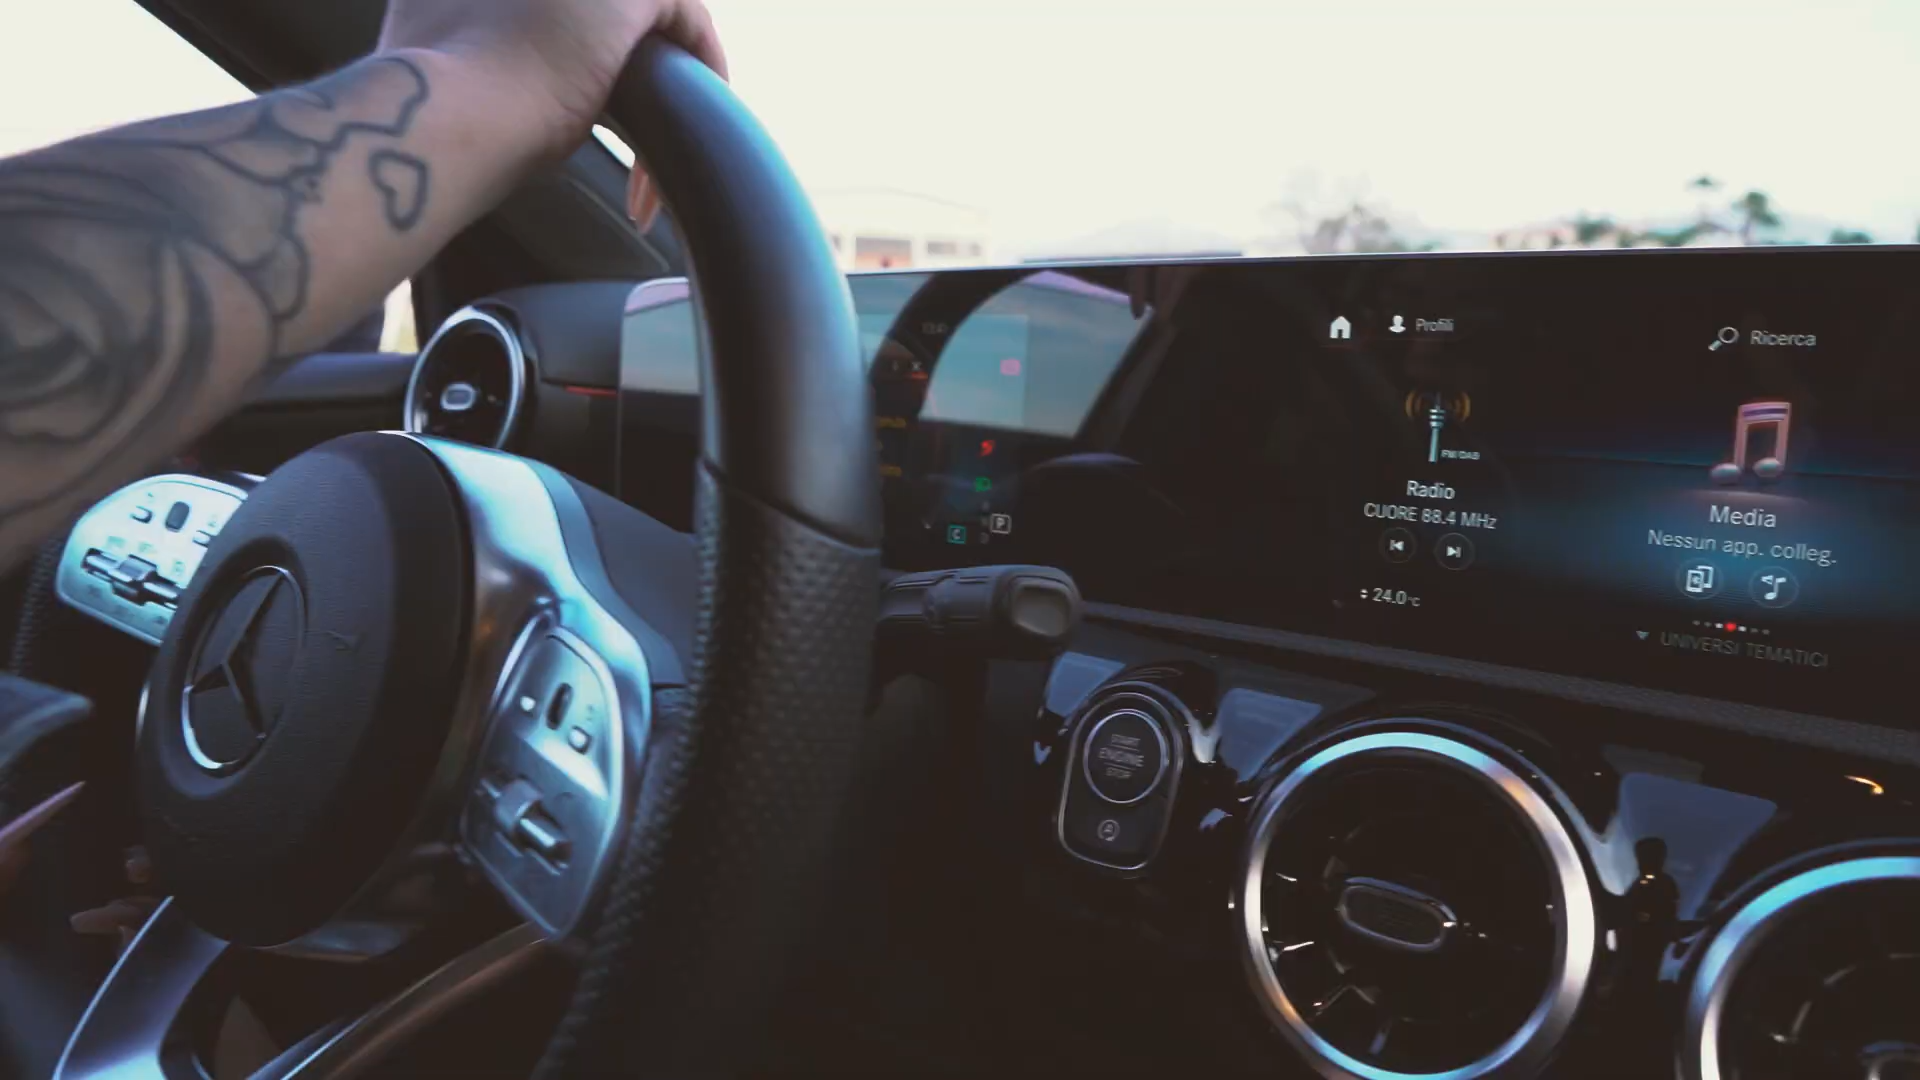 Profili
Ricerca
FM/DAB
Radio
CUORE 88.4 MHz
24.0°C
Media
Nessun app. colleg.
UNIVERSI TEMATICI
P
C
START
ENGINE
STOP
A